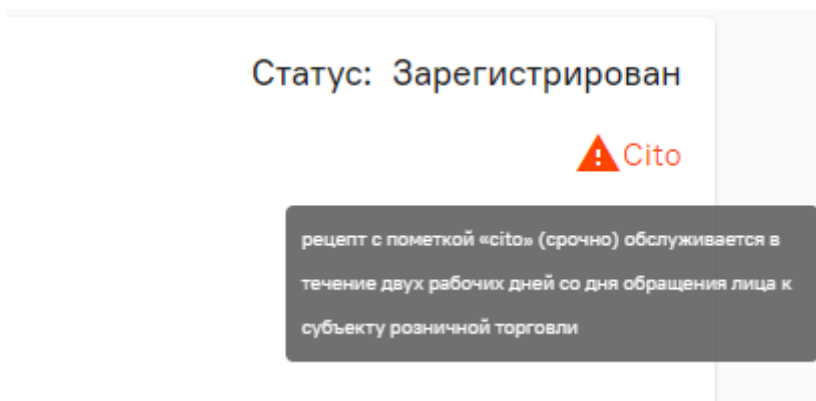 Статус: Зарегистрирован
Cito
рецепт с пометкой «cito» (срочно) обслуживается в
течение двух рабочих дней со дня обращения лица к
субъекту розничной торговли